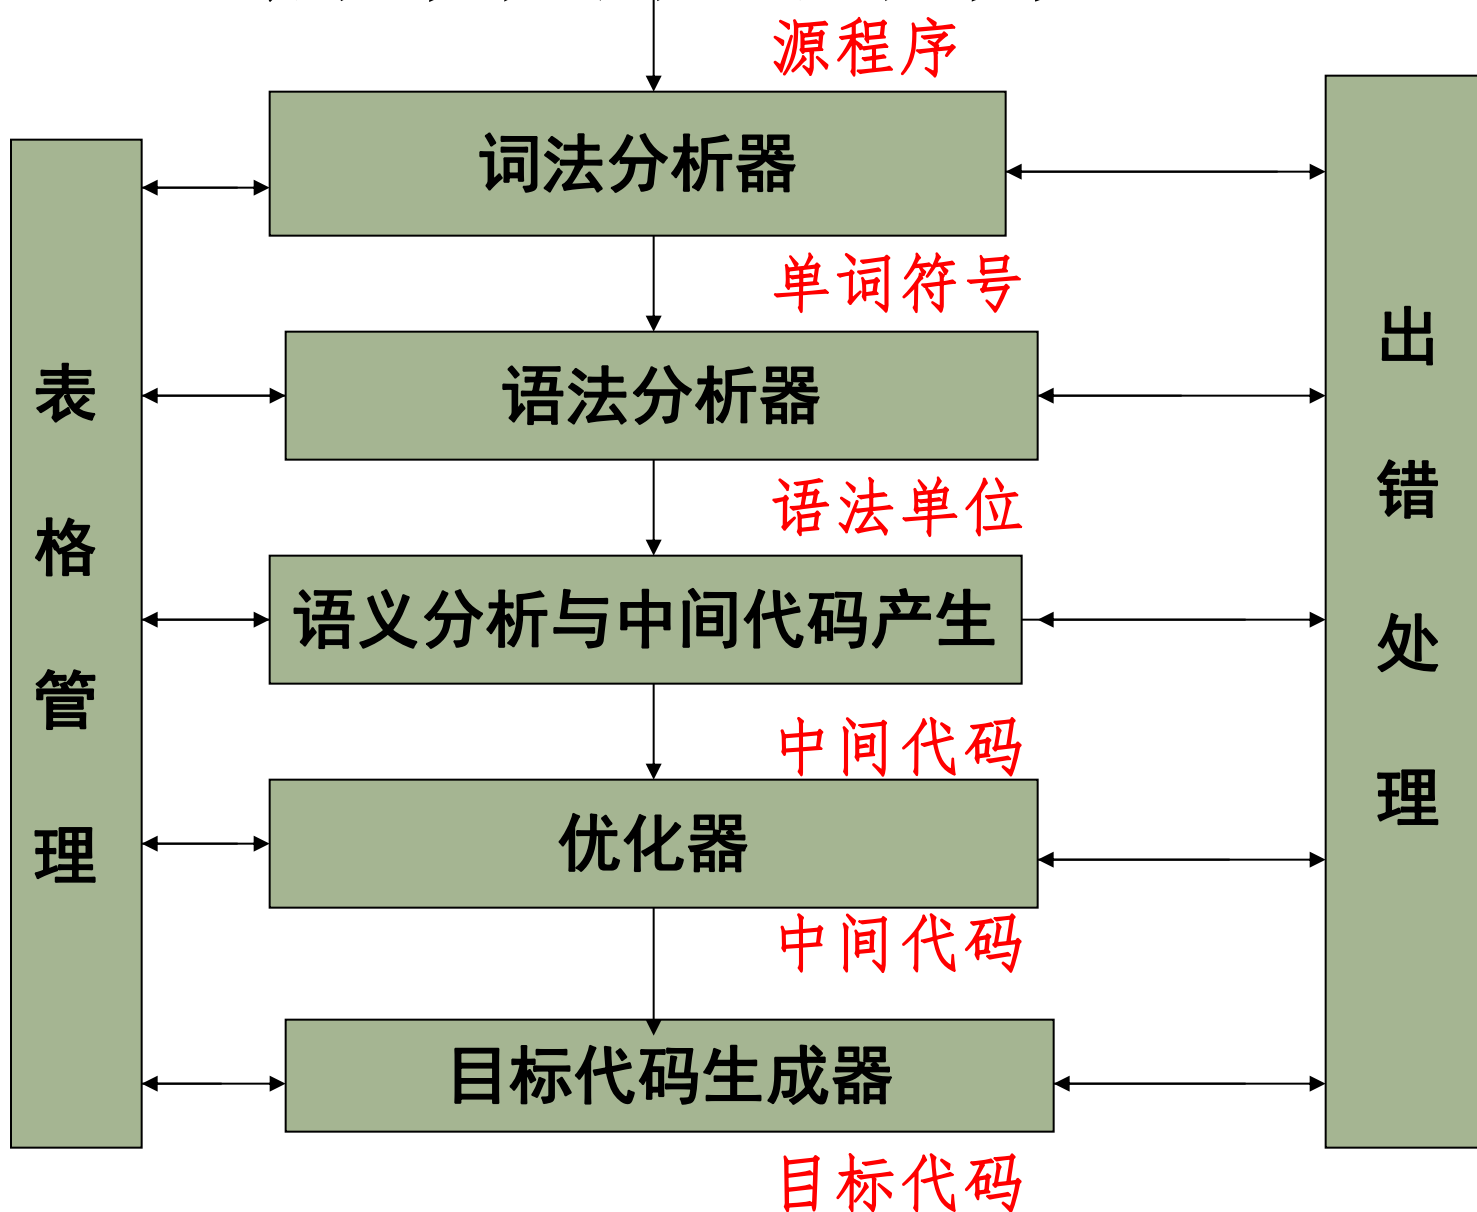 源程序
词法分析器
单词符号
语法分析器
语法单位
语义分析与中间代码产生
中间代码
优化器
中间代码
目标代码生成器
目标代码
表
格
管
理
出
错
处
理